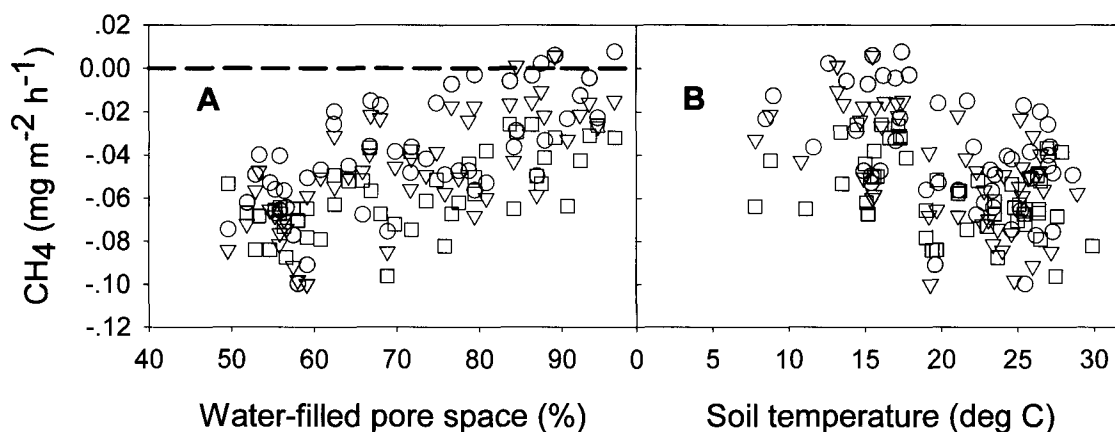 .02
0.00
-.02
-.04
-.06
-.08
-.10
-.12
CH4 (mg m-2 h-1)
A
B
40 50 60 70 80 90 0 5 10 15 20 25 30
Water-filled pore space (%) Soil temperature (deg C)